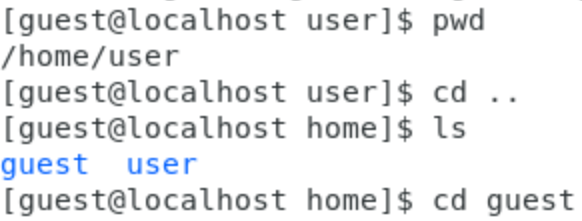 [guest@localhost user]$ pwd
/home/user
[guest@localhost user]$ cd ..
[guest@localhost home]$ ls
guest  user
[guest@localhost home]$ cd guest